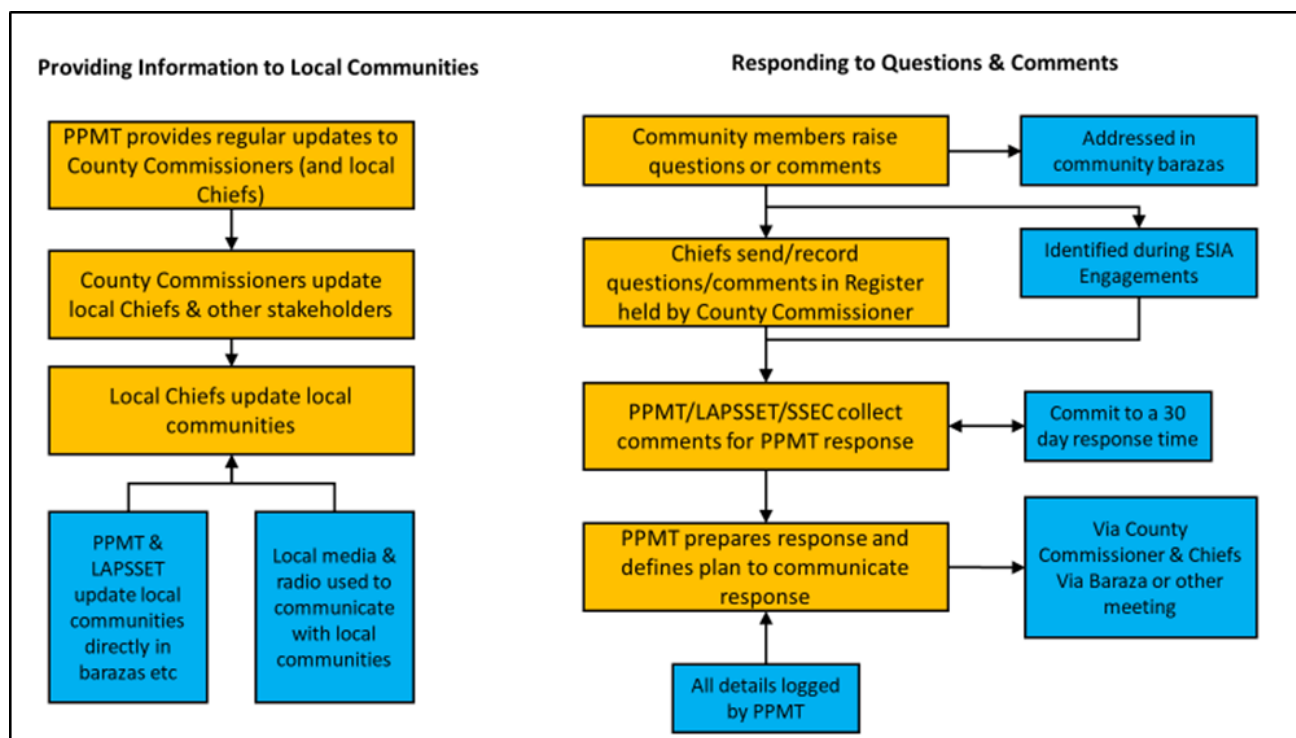 Providing Information to Local Communities
PPMT provides regular updates to
County Commissioners (and local
Chiefs)
County Commissioners update
local Chiefs & other stakeholders
Local Chiefs update local
communities
PPMT &
LAPSSET
update local
communities
directly in
barazas etc
Local media &
radio used to
communicate
with local
communities
Responding to Questions & Comments
Community members raise
questions or comments
Addressed in
community barazas
Chiefs send/record
questions/comments in Register
held by County Commissioner
Identified during ESIA
Engagements
PPMT/LAPSSET/SSEC collect
comments for PPMT response
Commit to a 30
day response time
PPMT prepares response and
defines plan to communicate
response
Via County
Commissioner & Chiefs
Via Baraza or other
meeting
All details logged
by PPMT